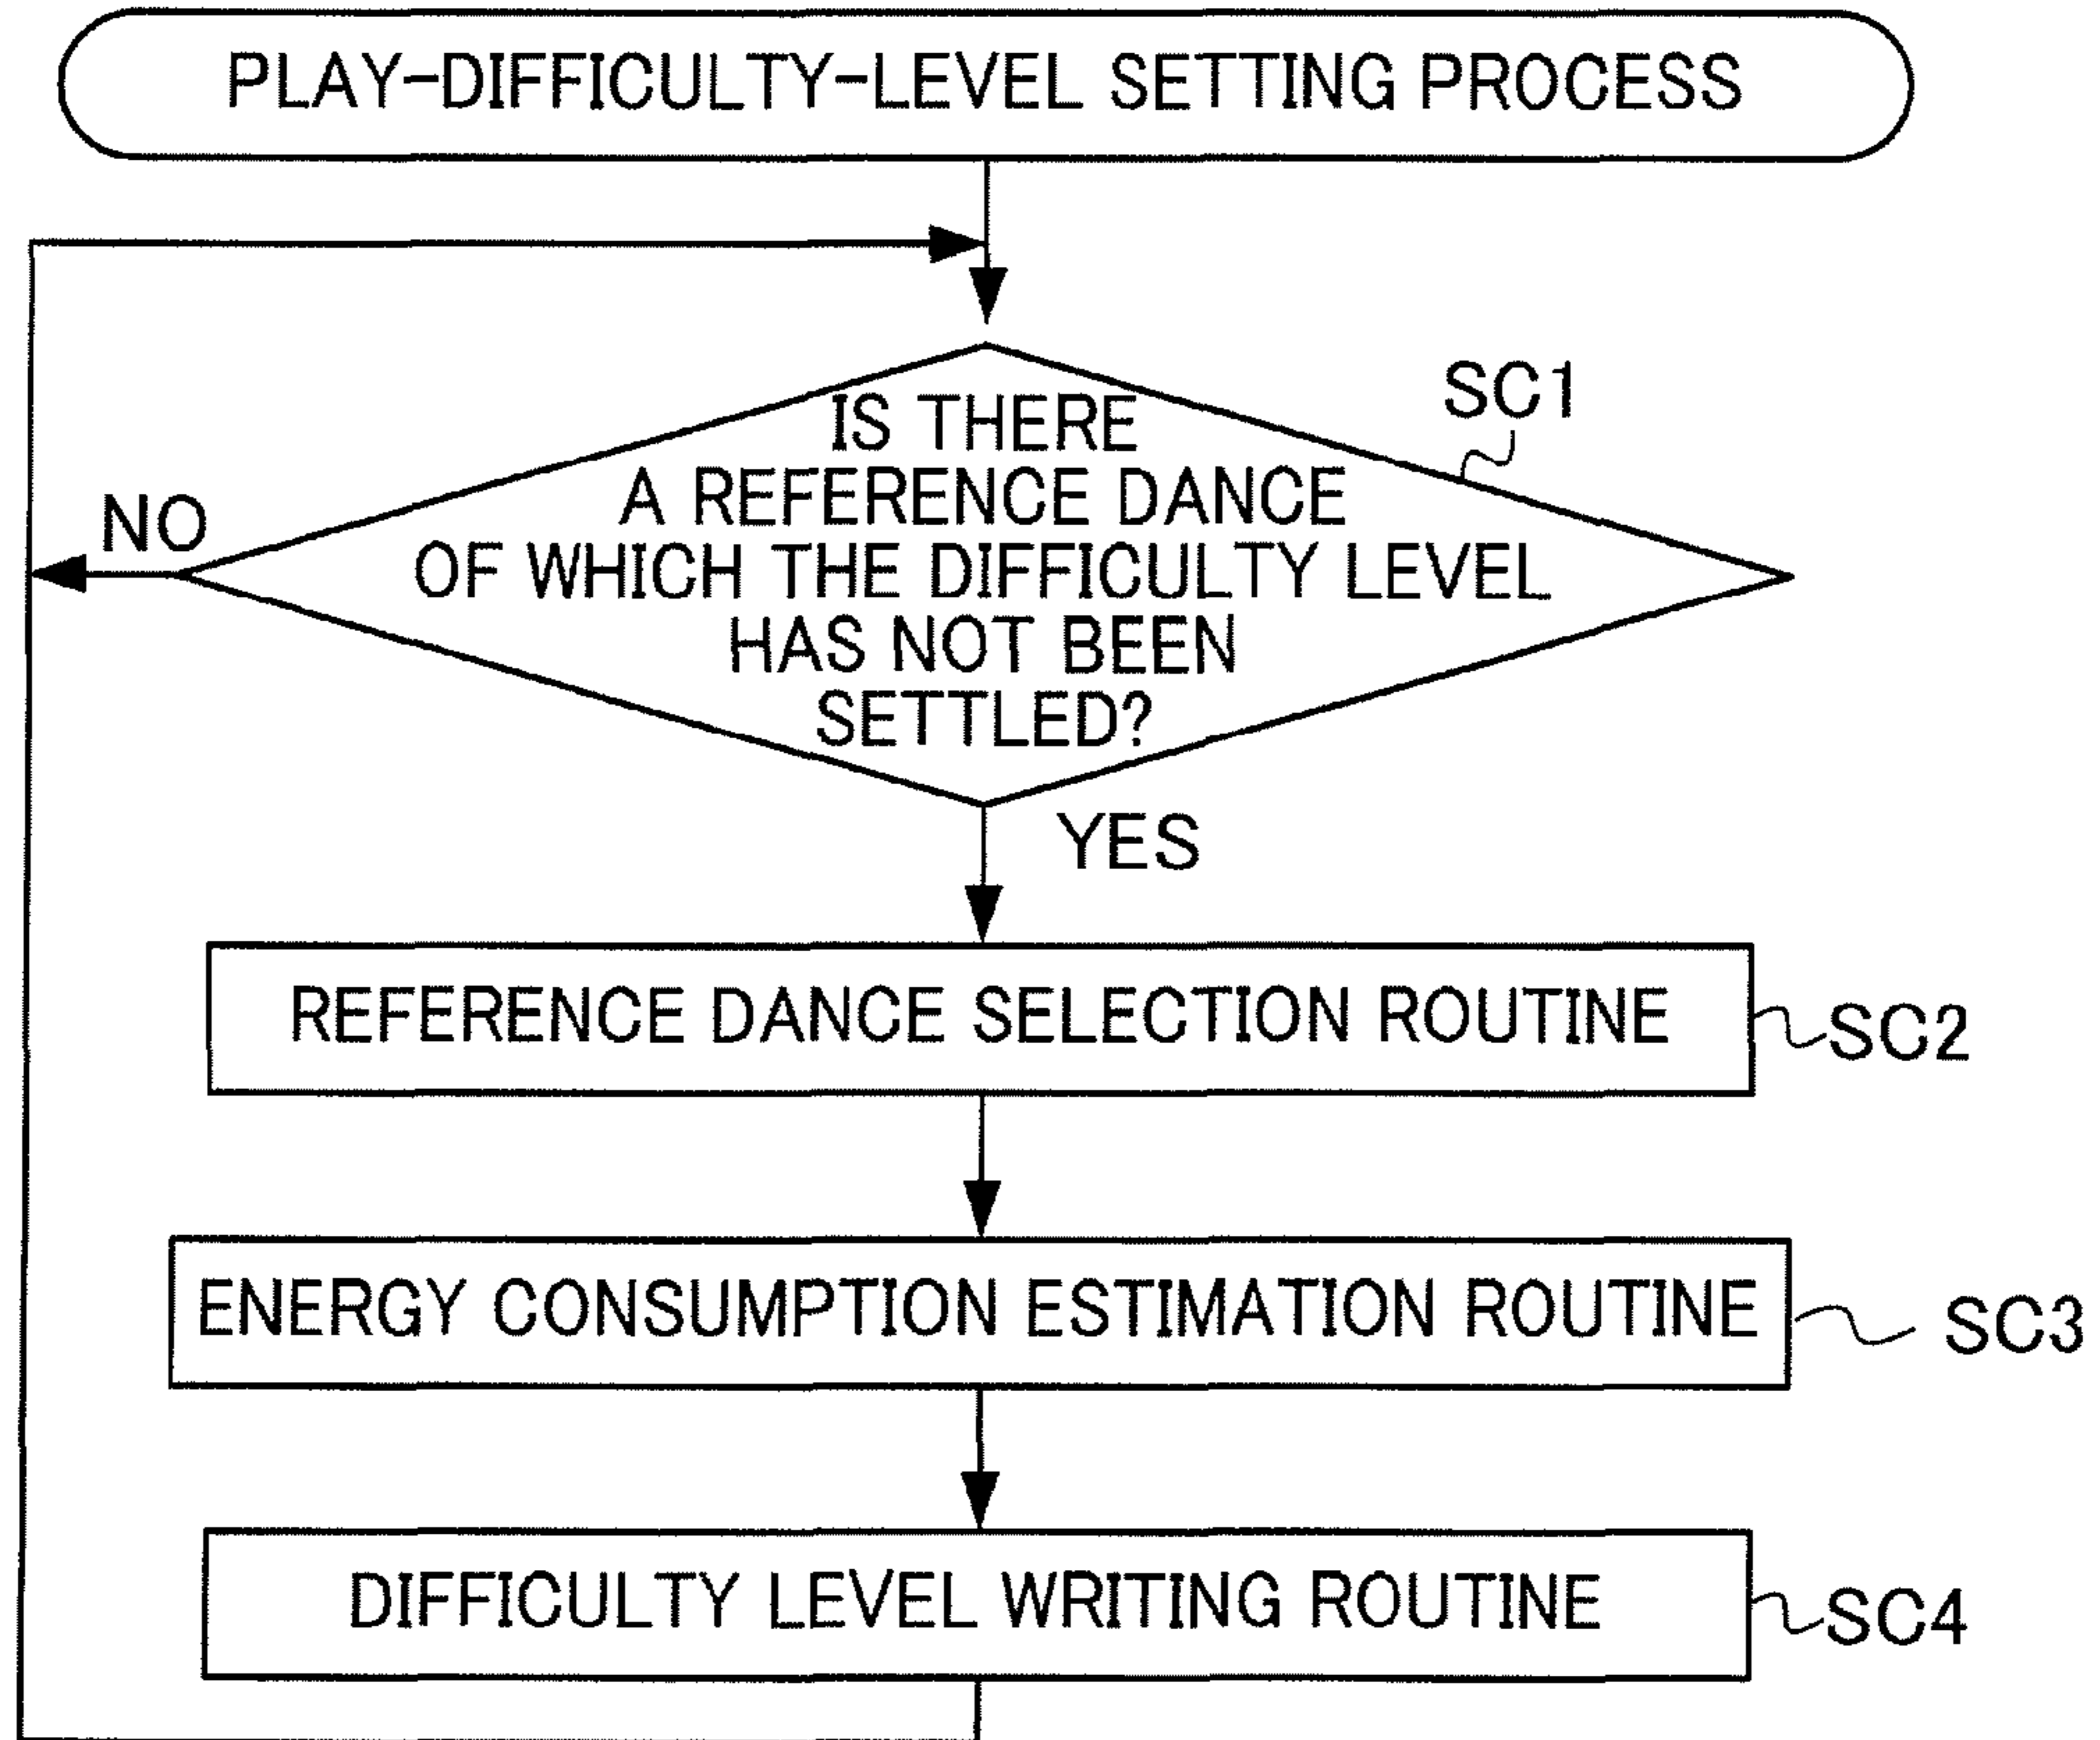 PLAY-DIFFICULTY-LEVEL SETTING PROCESS
SC1
IS THERE
A REFERENCE DANCE
OF WHICH THE DIFFICULTY LEVEL
HAS NOT BEEN
SETTLED?
NO
YES
REFERENCE DANCE SELECTION ROUTINE
SC2
ENERGY CONSUMPTION ESTIMATION ROUTINE
SC3
DIFFICULTY LEVEL WRITING ROUTINE
SC4